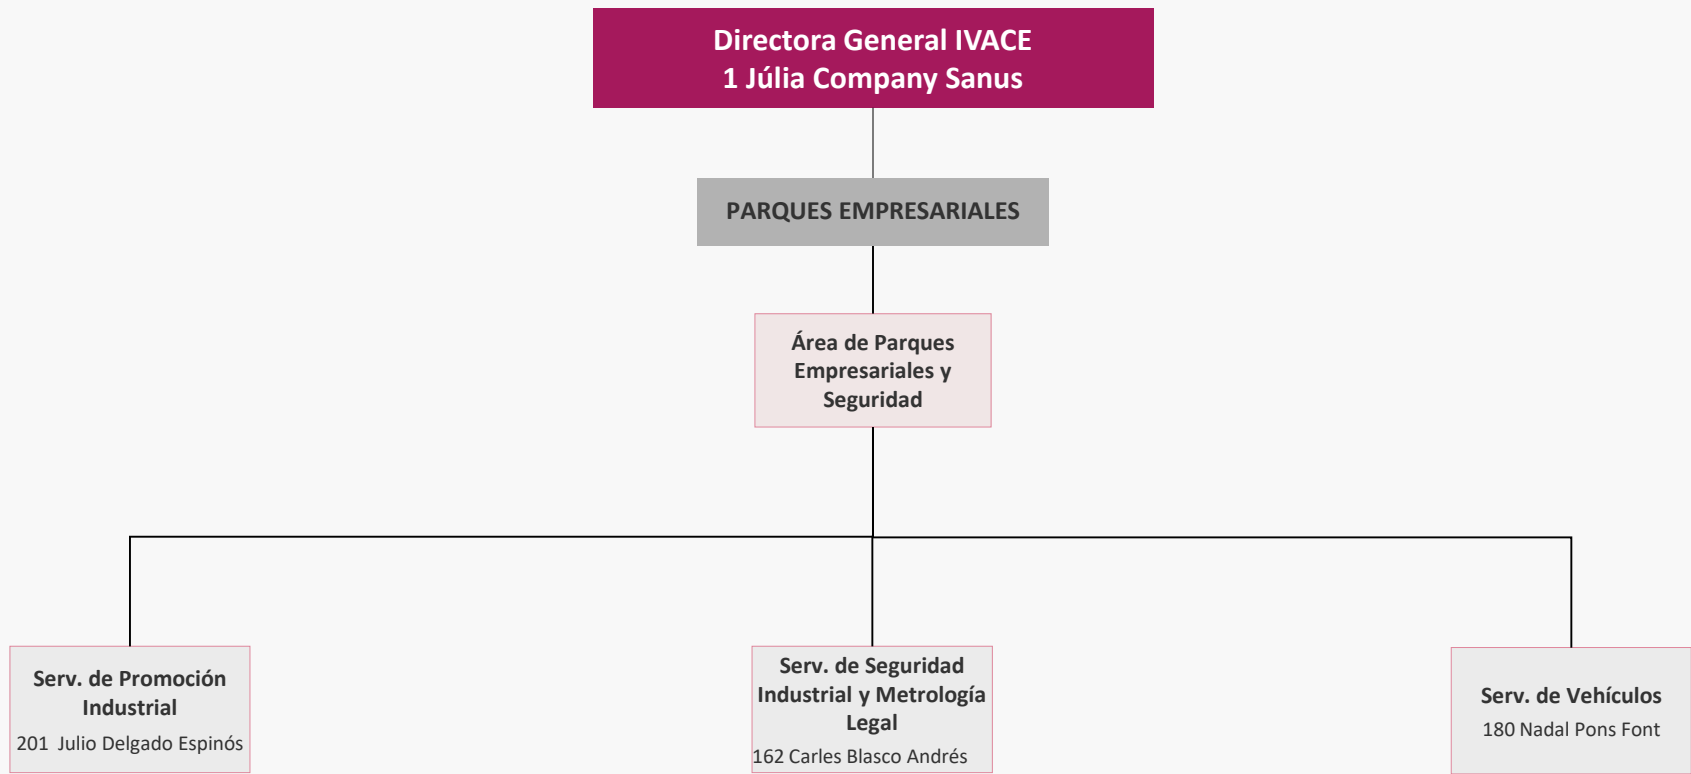 Directora General IVACE
1 Júlia Company Sanus
PARQUES EMPRESARIALES
Área de Parques
Empresariales y
Seguridad
Serv. de Promoción
Industrial
201 Julio Delgado Espinós
Serv. de Seguridad
Industrial y Metrología
Legal
162 Carles Blasco Andrés
Serv. de Vehículos
180 Nadal Pons Font